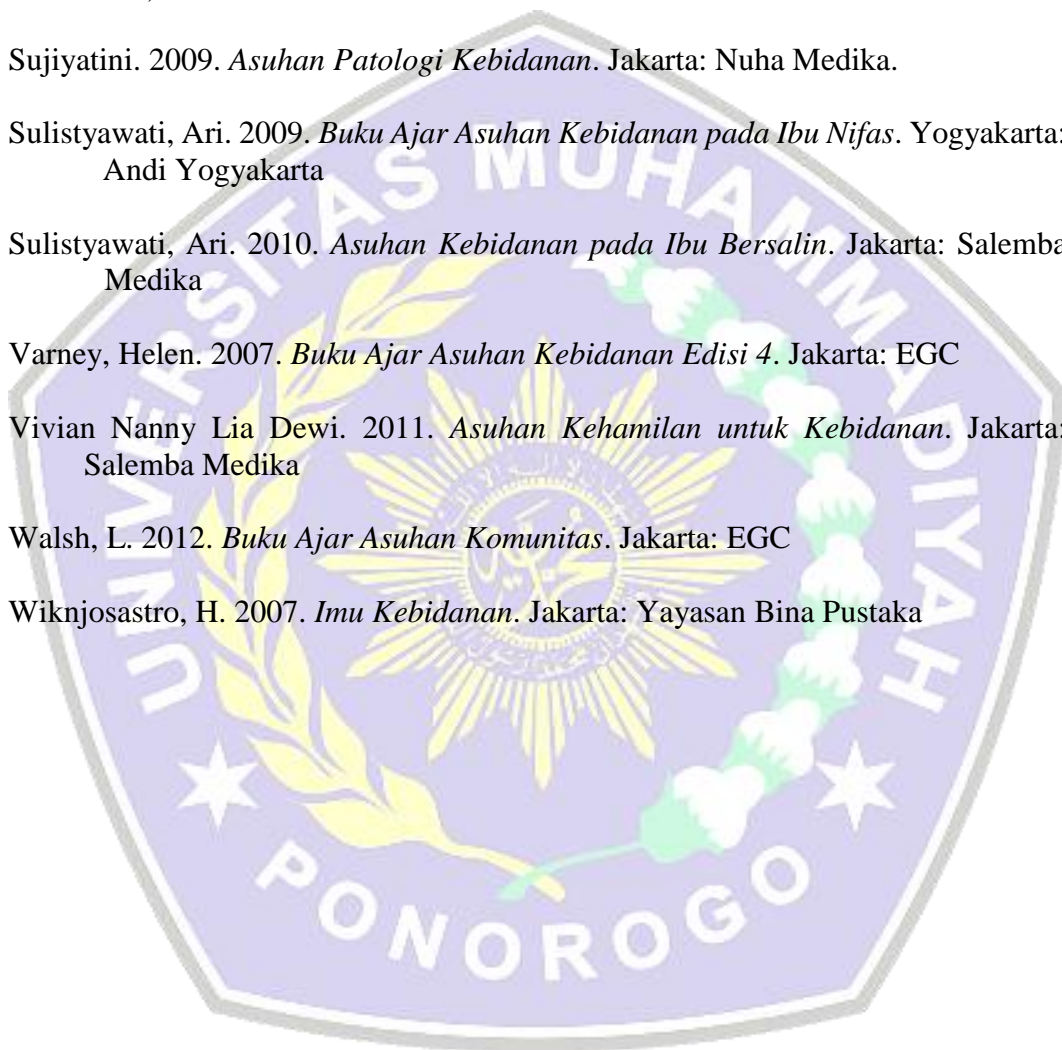 Sujiyatini. 2009. Asuhan Patologi Kebidanan. Jakarta: Nuha Medika.
Sulistyawati, Ari. 2009. Buku Ajar Asuhan Kebidanan pada Ibu Nifas. Yogyakarta:
Andi Yogyakarta
Sulistyawati, Ari. 2010. Asuhan Kebidanan pada Ibu Bersalin. Jakarta: Salemba
Medika
Varney, Helen. 2007. Buku Ajar Asuhan Kebidanan Edisi 4. Jakarta: EGC
Vivian Nanny Lia Dewi. 2011. Asuhan Kehamilan untuk Kebidanan. Jakarta:
Salemba Medika
Walsh, L. 2012. Buku Ajar Asuhan Komunitas. Jakarta: EGC
Wiknjosastro, H. 2007. Imu Kebidanan. Jakarta: Yayasan Bina Pustaka
UNIVERSITAS MUHAMMADIYAH
PONOROGO